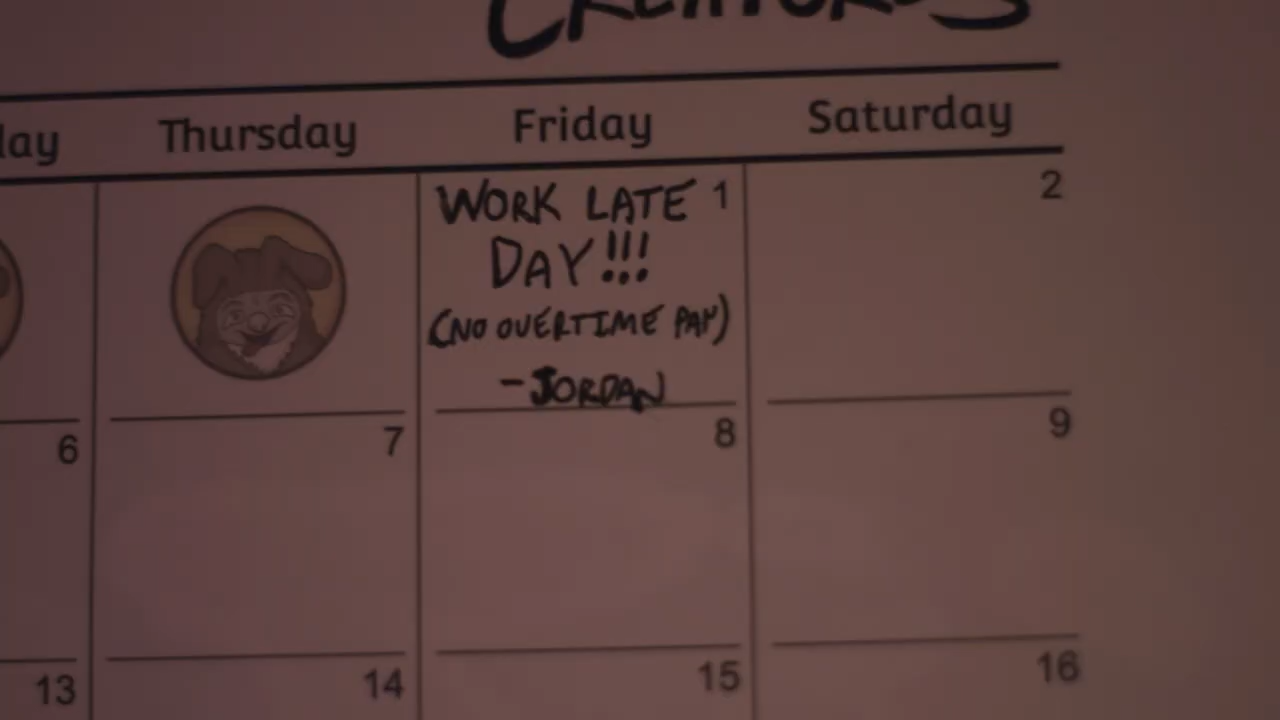 Thursday Friday Saturday
WORK LATE 1 2
DAY!!!
(NO OVERTIME PAY)
-JORDAN
6 7 8 9
13 14 15 16